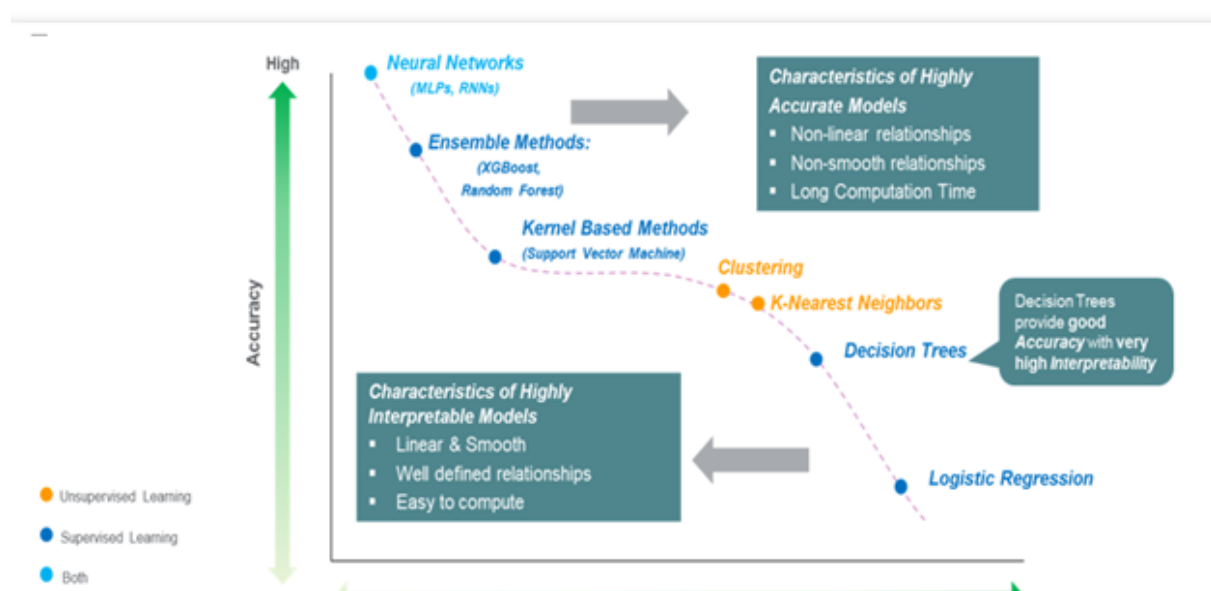 High
Neural Networks
(MLPs, RNNs)
Ensemble Methods:
(XGBoost,
Random Forest)
Kernel Based Methods
(Support Vector Machine)
Characteristics of Highly
Accurate Models
▪ Non-linear relationships
▪ Non-smooth relationships
▪ Long Computation Time
Clustering
K-Nearest Neighbors
Decision Trees
Decision Trees
provide good
Accuracy with very
high Interpretability
Accuracy
Characteristics of Highly
Interpretable Models
▪ Linear & Smooth
▪ Well defined relationships
▪ Easy to compute
Logistic Regression
Unsupervised Learning
Supervised Learning
Both